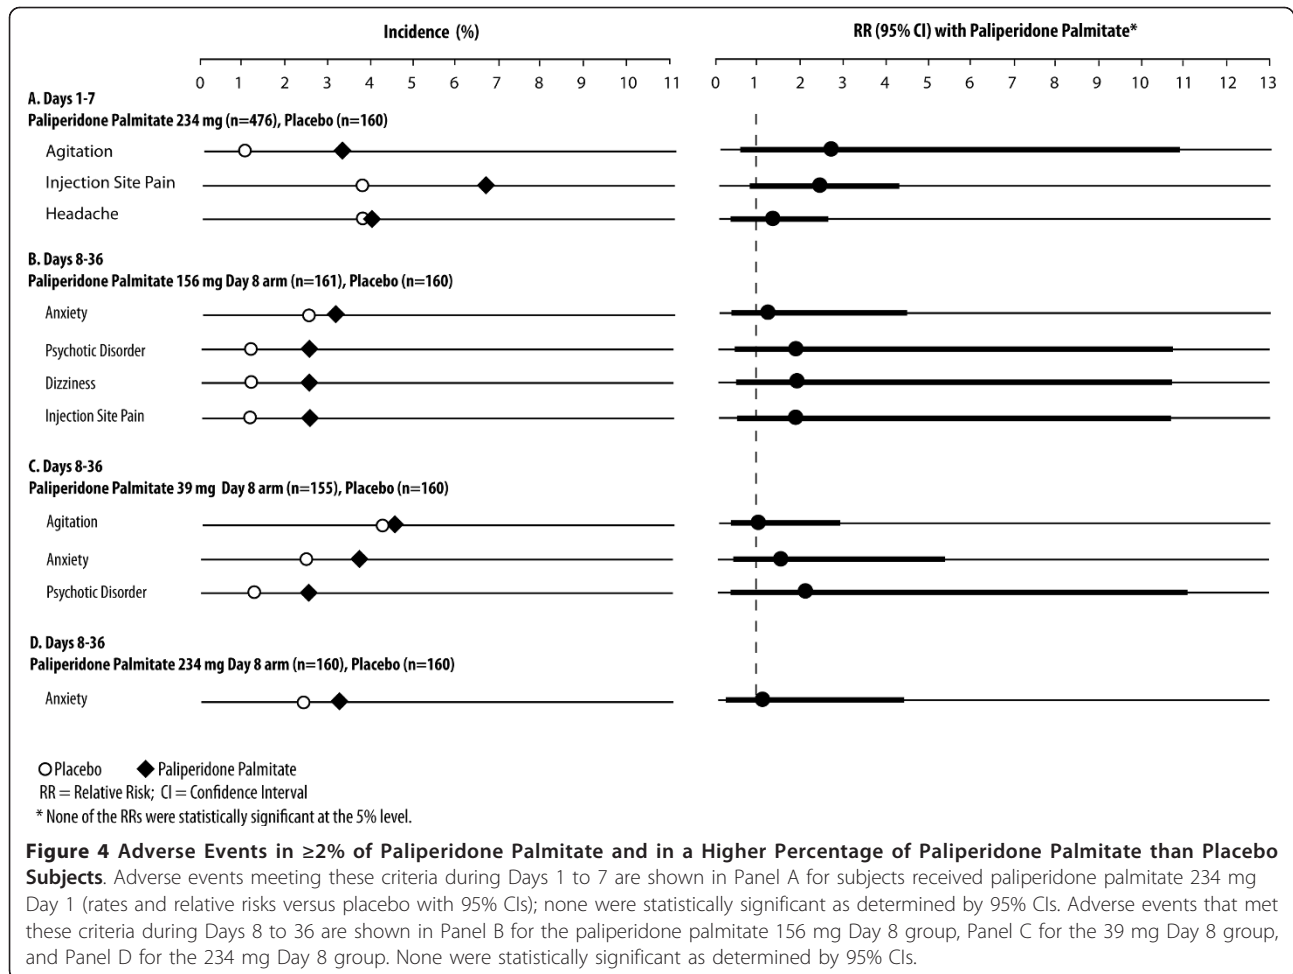 Incidence (%)
RR (95% CI) with Paliperidone Palmitate*
0 1 2 3 4 5 6 7 8 9 10 11
0 1 2 3 4 5 6 7 8 9 10 11 12 13
A. Days 1-7
Paliperidone Palmitate 234 mg (n=476), Placebo (n=160)
Agitation
Injection Site Pain
Headache
B. Days 8-36
Paliperidone Palmitate 156 mg Day 8 arm (n=161), Placebo (n=160)
Anxiety
Psychotic Disorder
Dizziness
Injection Site Pain
C. Days 8-36
Paliperidone Palmitate 39 mg Day 8 arm (n=155), Placebo (n=160)
Agitation
Anxiety
Psychotic Disorder
D. Days 8-36
Paliperidone Palmitate 234 mg Day 8 arm (n=160), Placebo (n=160)
Anxiety
Placebo Paliperidone Palmitate
RR = Relative Risk; CI = Confidence Interval
* None of the RRs were statistically significant at the 5% level.
Figure 4 Adverse Events in ≥2% of Paliperidone Palmitate and in a Higher Percentage of Paliperidone Palmitate than Placebo
Subjects. Adverse events meeting these criteria during Days 1 to 7 are shown in Panel A for subjects received paliperidone palmitate 234 mg
Day 1 (rates and relative risks versus placebo with 95% CIs); none were statistically significant as determined by 95% CIs. Adverse events that met
these criteria during Days 8 to 36 are shown in Panel B for the paliperidone palmitate 156 mg Day 8 group, Panel C for the 39 mg Day 8 group,
and Panel D for the 234 mg Day 8 group. None were statistically significant as determined by 95% CIs.